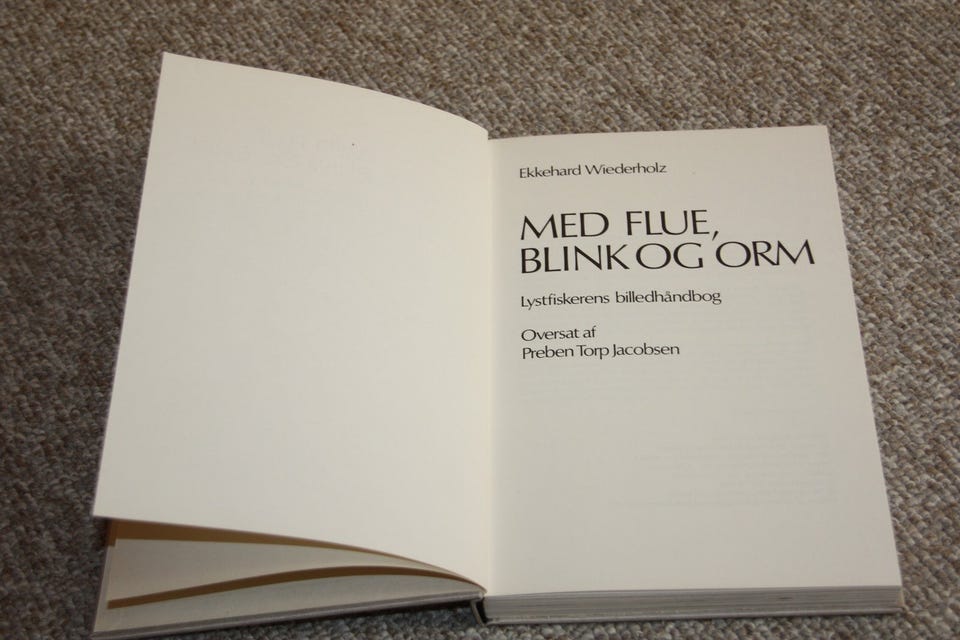 Ekkehard Wiederholz
MED FLUE,
BLINK OG ORM
Lystfiskerens billedhåndbog
Oversat af
Preben Torp Jacobsen